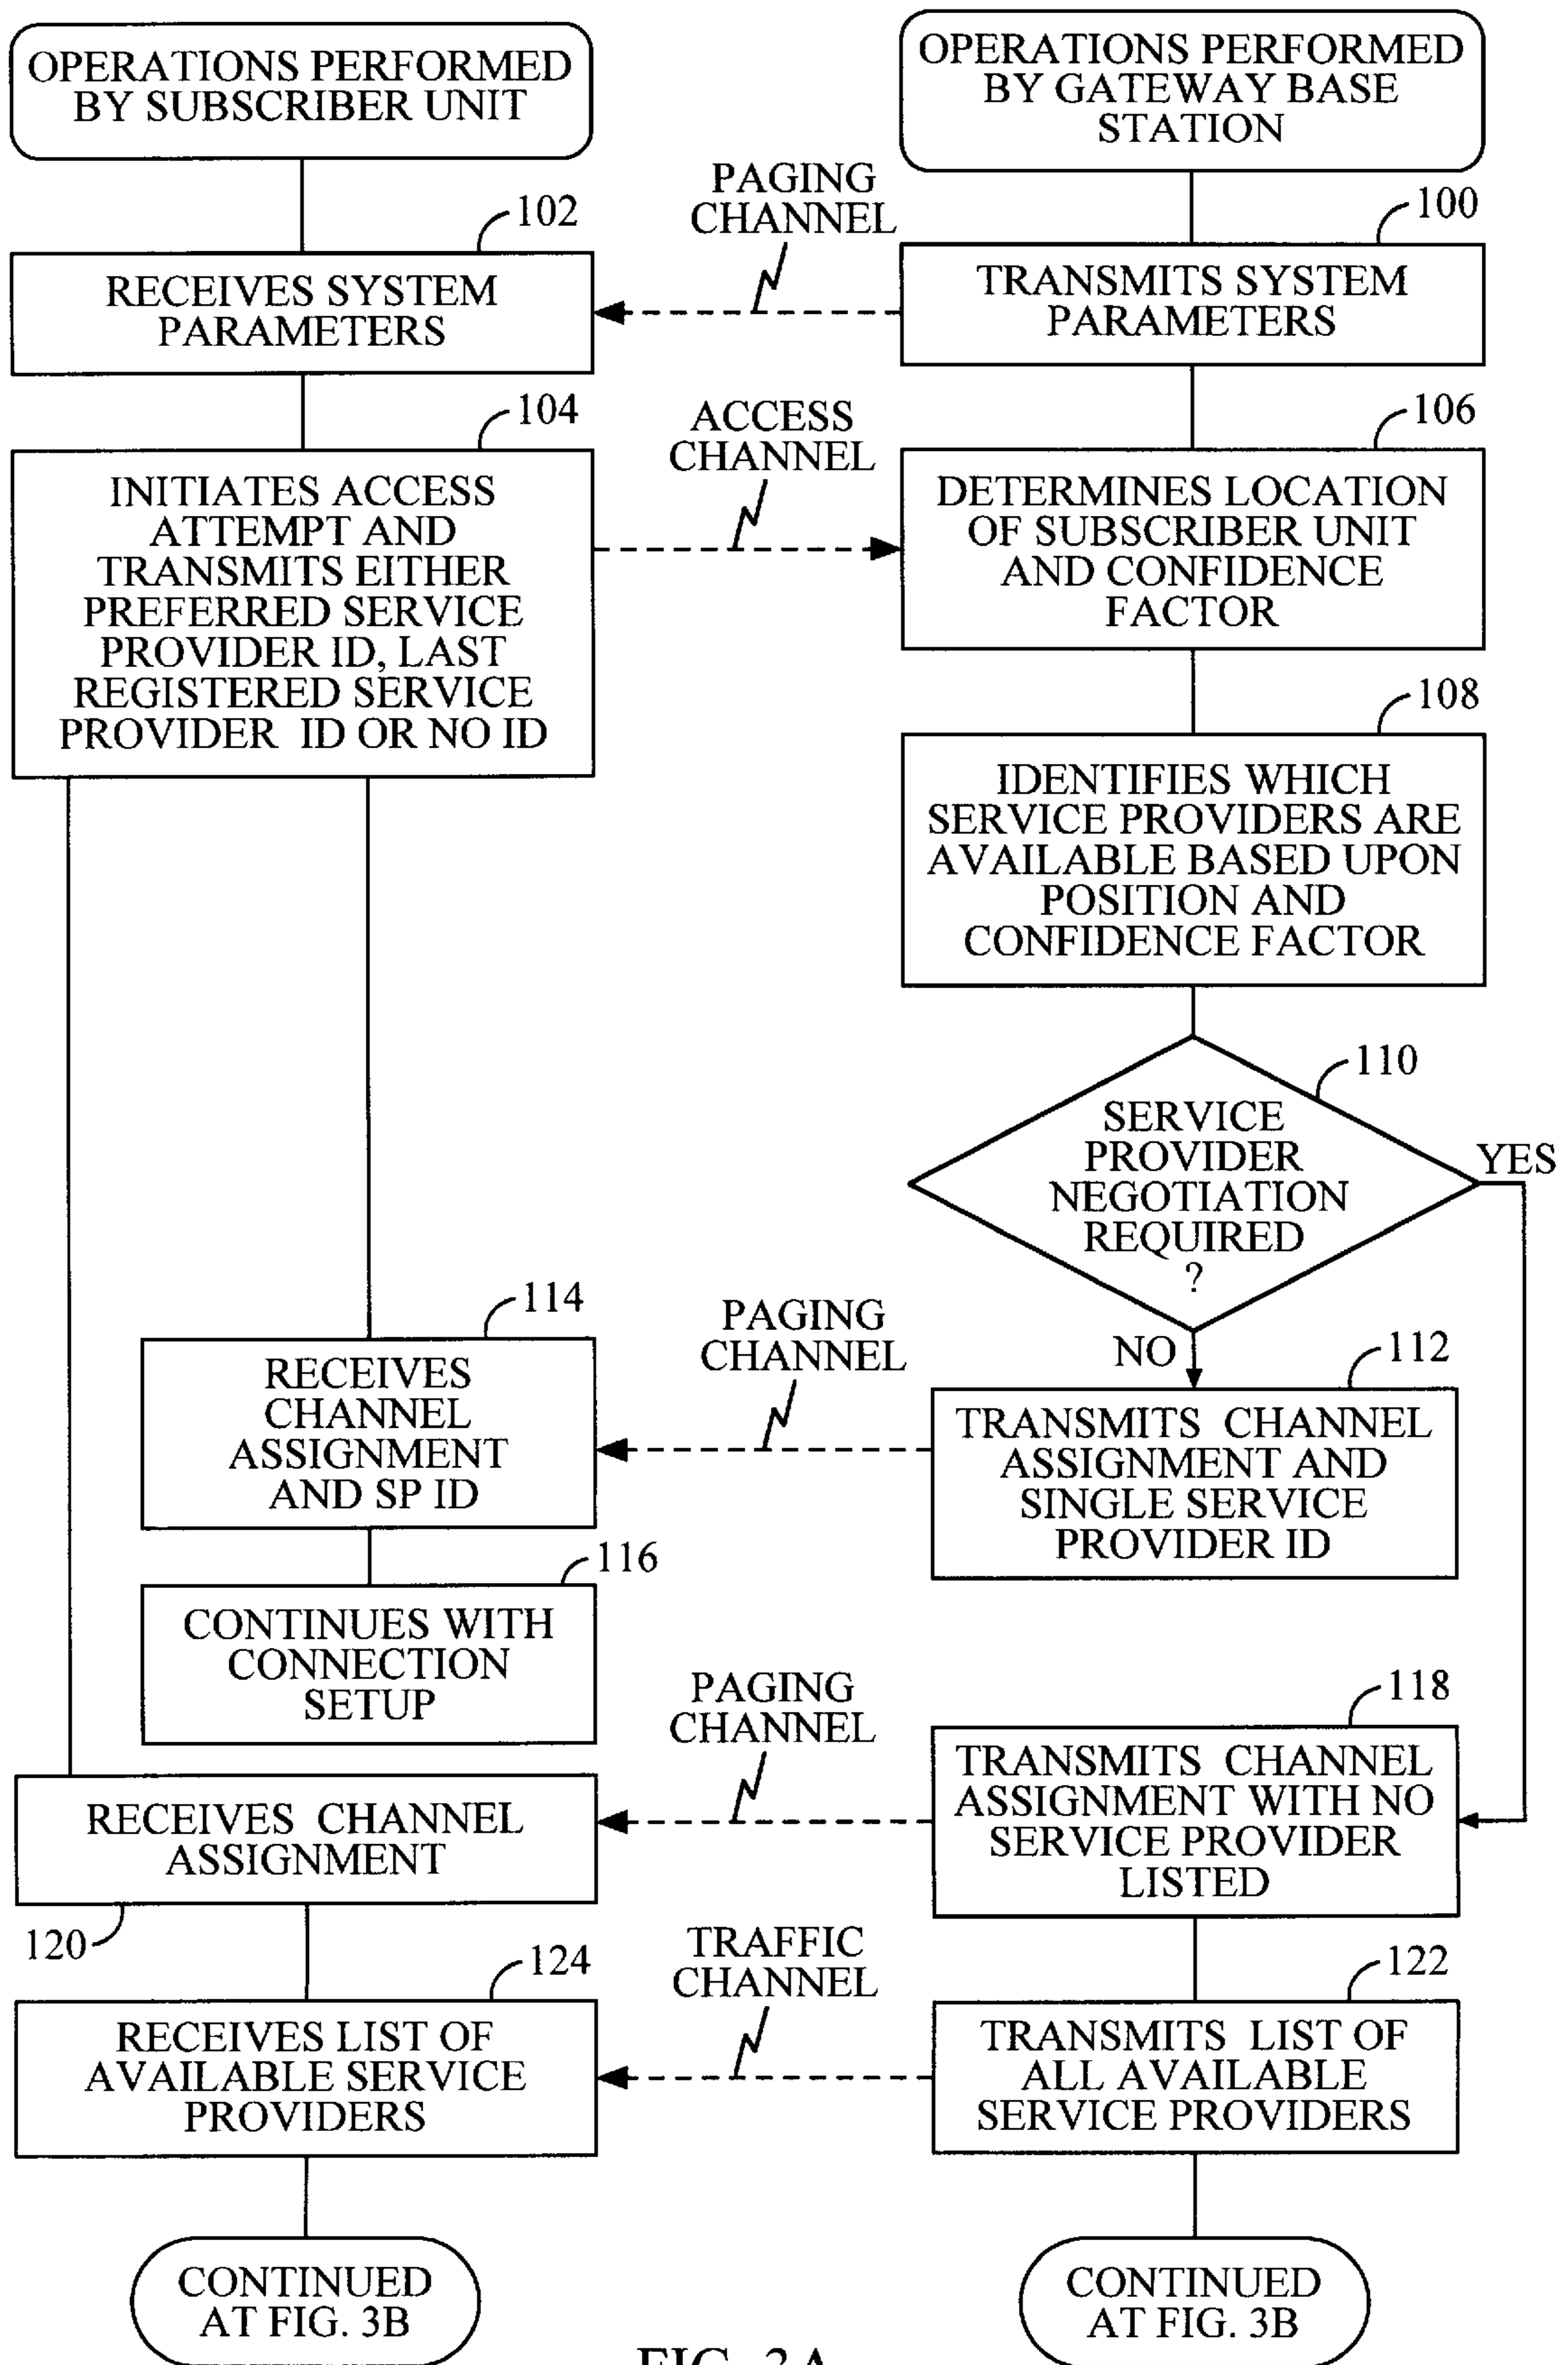 OPERATIONS PERFORMED
BY SUBSCRIBER UNIT
OPERATIONS PERFORMED
BY GATEWAY BASE
STATION
PAGING
CHANNEL
102
RECEIVES SYSTEM
PARAMETERS
100
TRANSMITS SYSTEM
PARAMETERS
104
INITIATES ACCESS
ATTEMPT AND
TRANSMITS EITHER
PREFERRED SERVICE
PROVIDER ID, LAST
REGISTERED SERVICE
PROVIDER ID OR NO ID
ACCESS
CHANNEL
106
DETERMINES LOCATION
OF SUBSCRIBER UNIT
AND CONFIDENCE
FACTOR
108
IDENTIFIES WHICH
SERVICE PROVIDERS ARE
AVAILABLE BASED UPON
POSITION AND
CONFIDENCE FACTOR
110
SERVICE
PROVIDER
NEGOTIATION
REQUIRED
?
YES
NO
114
RECEIVES
CHANNEL
ASSIGNMENT
AND SP ID
PAGING
CHANNEL
112
TRANSMITS CHANNEL
ASSIGNMENT AND
SINGLE SERVICE
PROVIDER ID
116
CONTINUES WITH
CONNECTION
SETUP
PAGING
CHANNEL
118
TRANSMITS CHANNEL
ASSIGNMENT WITH NO
SERVICE PROVIDER
LISTED
RECEIVES CHANNEL
ASSIGNMENT
120
124
RECEIVES LIST OF
AVAILABLE SERVICE
PROVIDERS
TRAFFIC
CHANNEL
122
TRANSMITS LIST OF
ALL AVAILABLE
SERVICE PROVIDERS
CONTINUED
AT FIG. 3B
CONTINUED
AT FIG. 3B
FIG. 3A